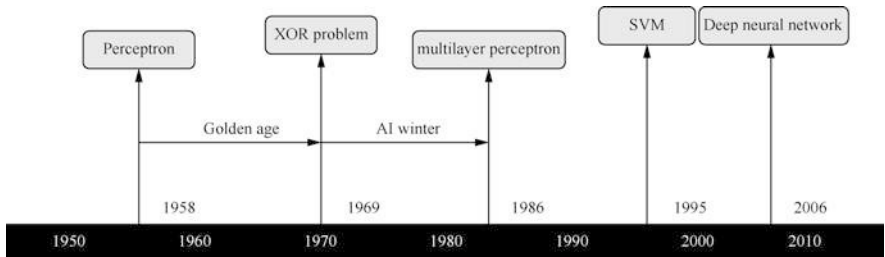 Perceptron
XOR problem
multilayer perceptron
SVM
Deep neural network
Golden age
AI winter
1958
1969
1986
1995
2006
1950
1960
1970
1980
1990
2000
2010